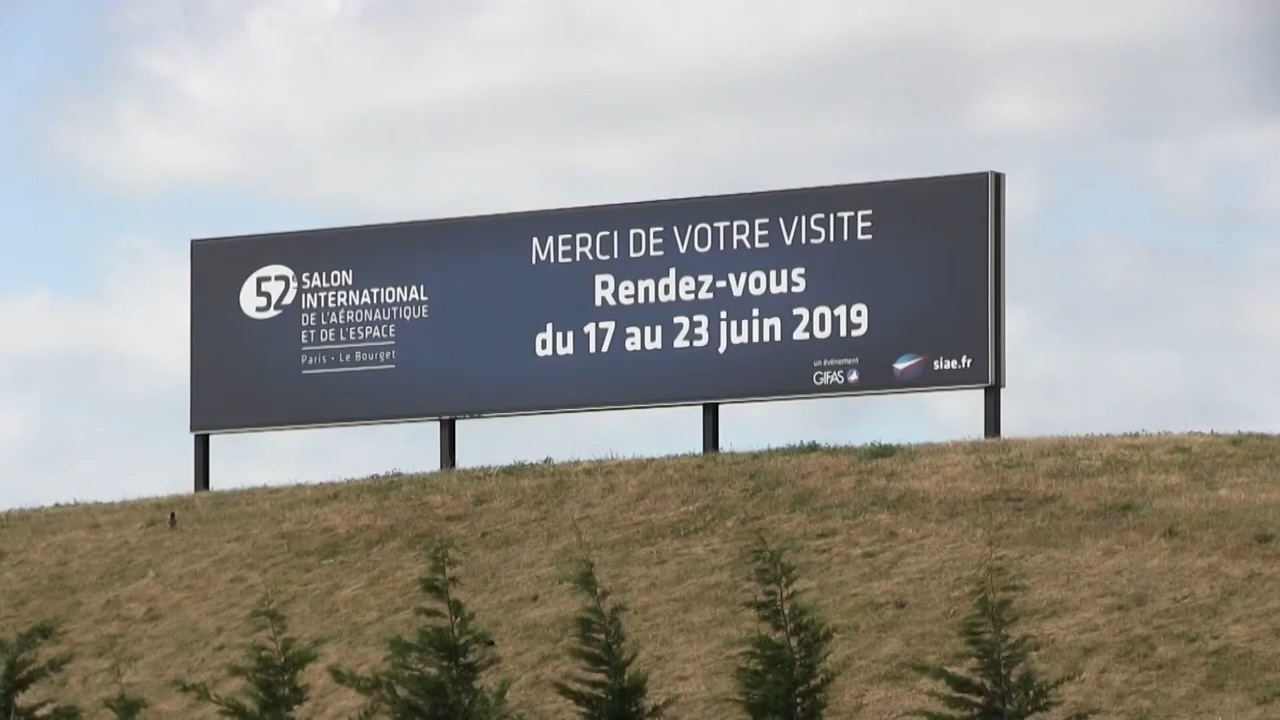 52e
SALON
INTERNATIONAL
DE L'AÉRONAUTIQUE
ET DE L'ESPACE
Paris - Le Bourget
MERCI DE VOTRE VISITE
Rendez-vous
du 17 au 23 juin 2019
un événement
GIFAS
siae.fr